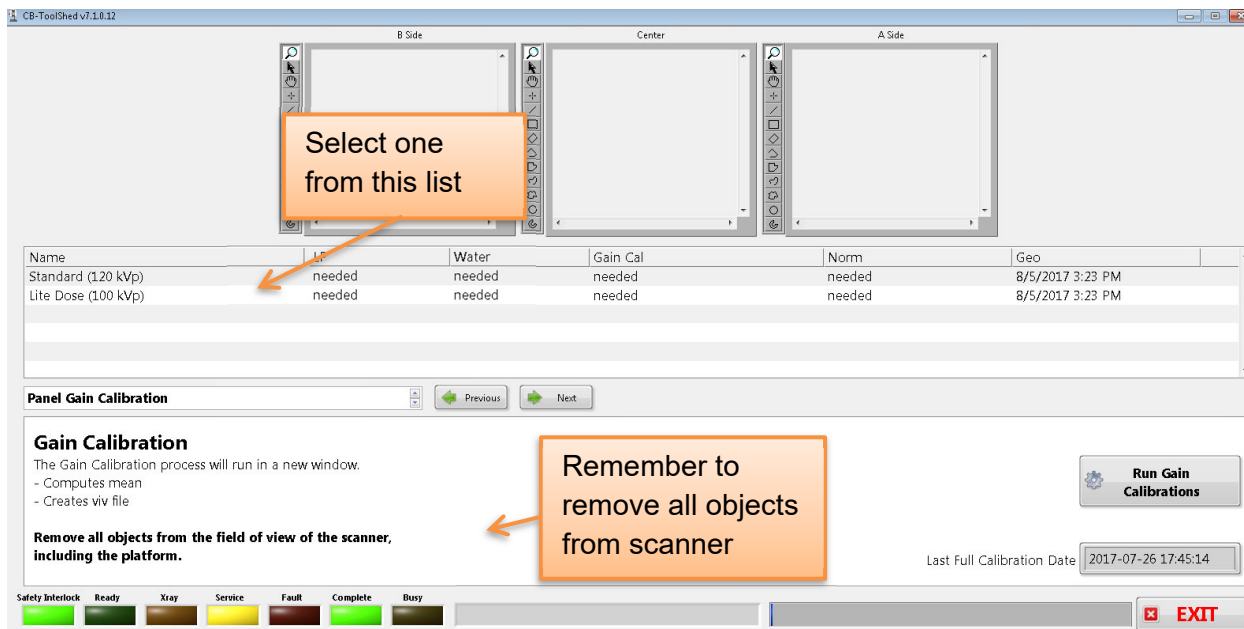 CB-ToolShed v7.1.0.12
B Side
Center
A Side
Select one
from this list
Name LP Water Gain Cal Norm Geo
Standard (120 kVp) needed needed needed needed 8/5/2017 3:23 PM
Lite Dose (100 kVp) needed needed needed needed 8/5/2017 3:23 PM
Panel Gain Calibration
Previous
Next
Gain Calibration
The Gain Calibration process will run in a new window.
- Computes mean
- Creates viv file
Remove all objects from the field of view of the scanner,
including the platform.
Remember to
remove all objects
from scanner
Run Gain
Calibrations
Last Full Calibration Date 2017-07-26 17:45:14
Safety Interlock Ready Xray Service Fault Complete Busy
EXIT